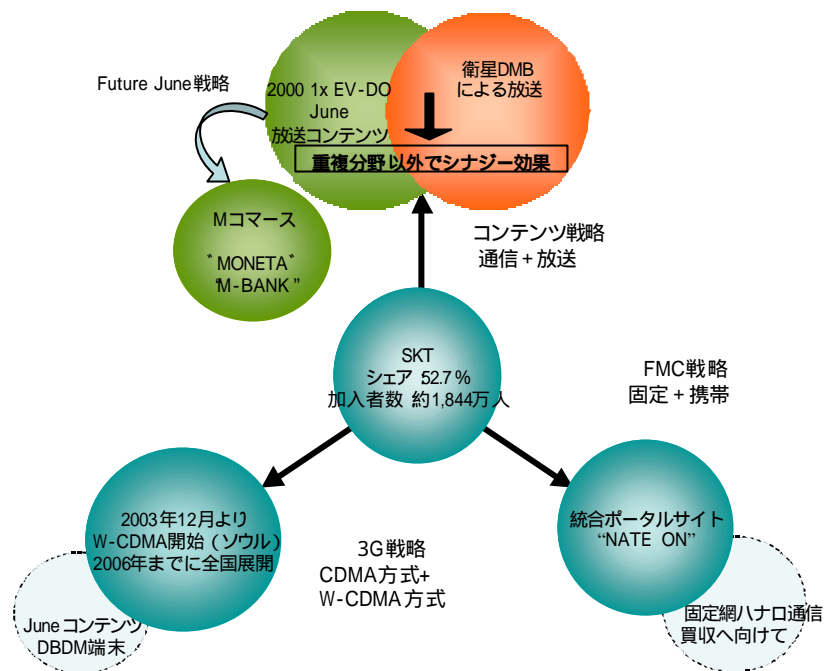 Future June戦略
2000 1x EV-DO
June
放送コンテンツ
衛星DMB
による放送
重複分野以外でシナジー効果
Mコマース
〝MONETA〝
“M-BANK”
コンテンツ戦略
通信+放送
SKT
シェア 52.7%
加入者数 約1,844万人
FMC戦略
固定+携帯
2003年12月より
W-CDMA開始(ソウル)
2006年までに全国展開
3G戦略
CDMA方式+
W-CDMA方式
統合ポータルサイト
“NATE ON”
June コンテンツ
DBDM端末
固定網ハナロ通信
買収へ向けて